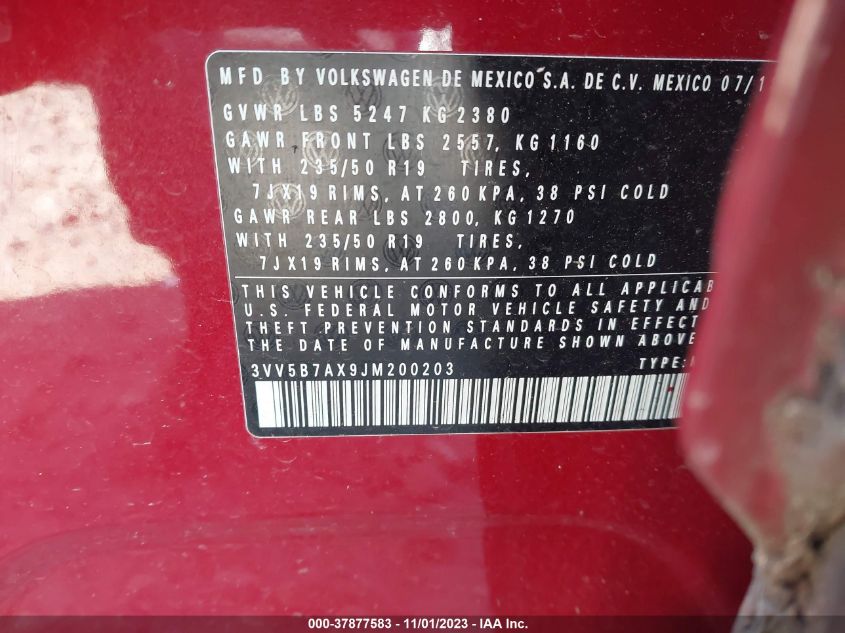 MFD BY VOLKSWAGEN DE MEXICO S.A. DE C.V. MEXICO 07/1
GVWR LBS 5247 KG 2380
GAWR FRONT LBS 2557, KG 1160
WITH 235/50 R19 TIRES,
7JX19 RIMS, AT 260 KPA, 38 PSI COLD
GAWR REAR LBS 2800, KG 1270
WITH 235/50 R19 TIRES,
7JX19 RIMS, AT 260 KPA, 38 PSI COLD
THIS VEHICLE CONFORMS TO ALL APPLICAB
U.S. FEDERAL MOTOR VEHICLE SAFETY AND
THEFT PREVENTION STANDARDS IN EFFECT
THE DATE OF MANUFACTURE SHOWN ABOVE
3VV5B7AX9JM200203 TYPE:
000-37877583 - 11/01/2023 - © IAA, Inc.